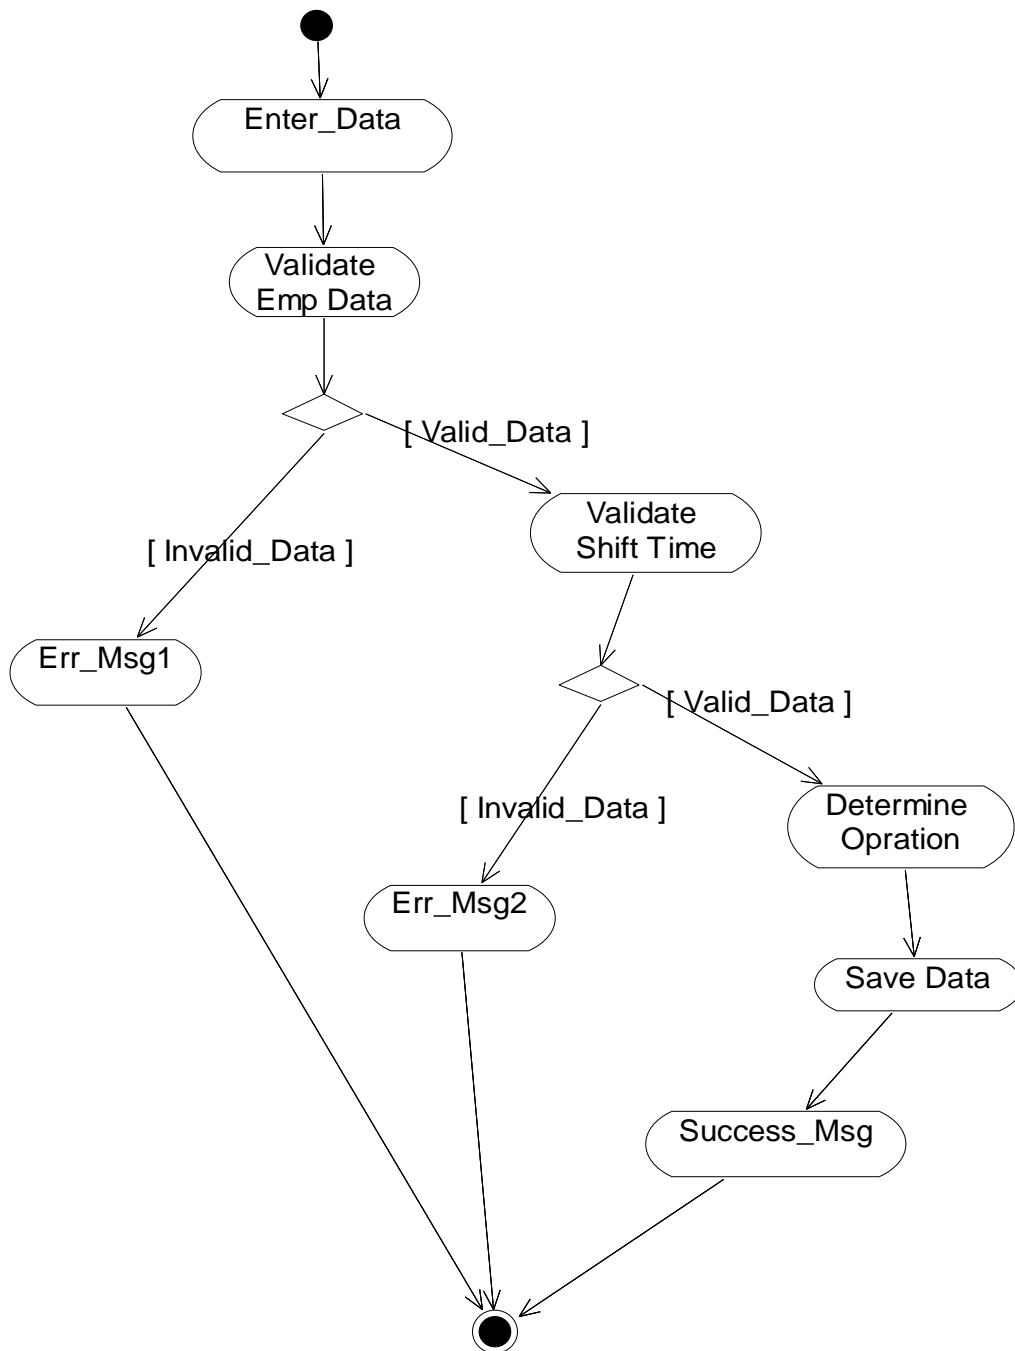 Enter_Data
Validate
Emp Data
[ Valid_Data ]
Validate
Shift Time
[ Invalid_Data ]
Err_Msg1
[ Valid_Data ]
Determine
Opration
[ Invalid_Data ]
Err_Msg2
Save Data
Success_Msg